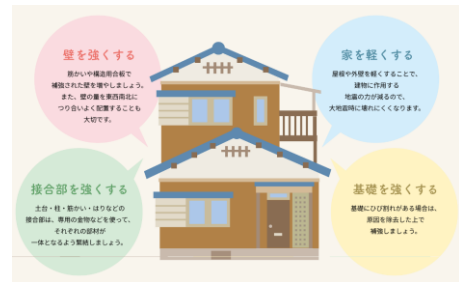 壁を強くする
筋かいや構造用合板で
補強された壁を増やしましょう。
また、壁の量を東西南北に
つり合いよく配置することも
大切です。
家を軽くする
屋根や外壁を軽くすることで、
建物に作用する
地震の力が減るので、
大地震時に壊れにくくなります。
接合部を強くする
土台・柱・筋かい・はりなどの
接合部は、専用の金物などを使って、
それぞれの部材が
一体となるよう緊結しましょう。
基礎を強くする
基礎にひび割れがある場合は、
原因を除去した上で
補強しましょう。